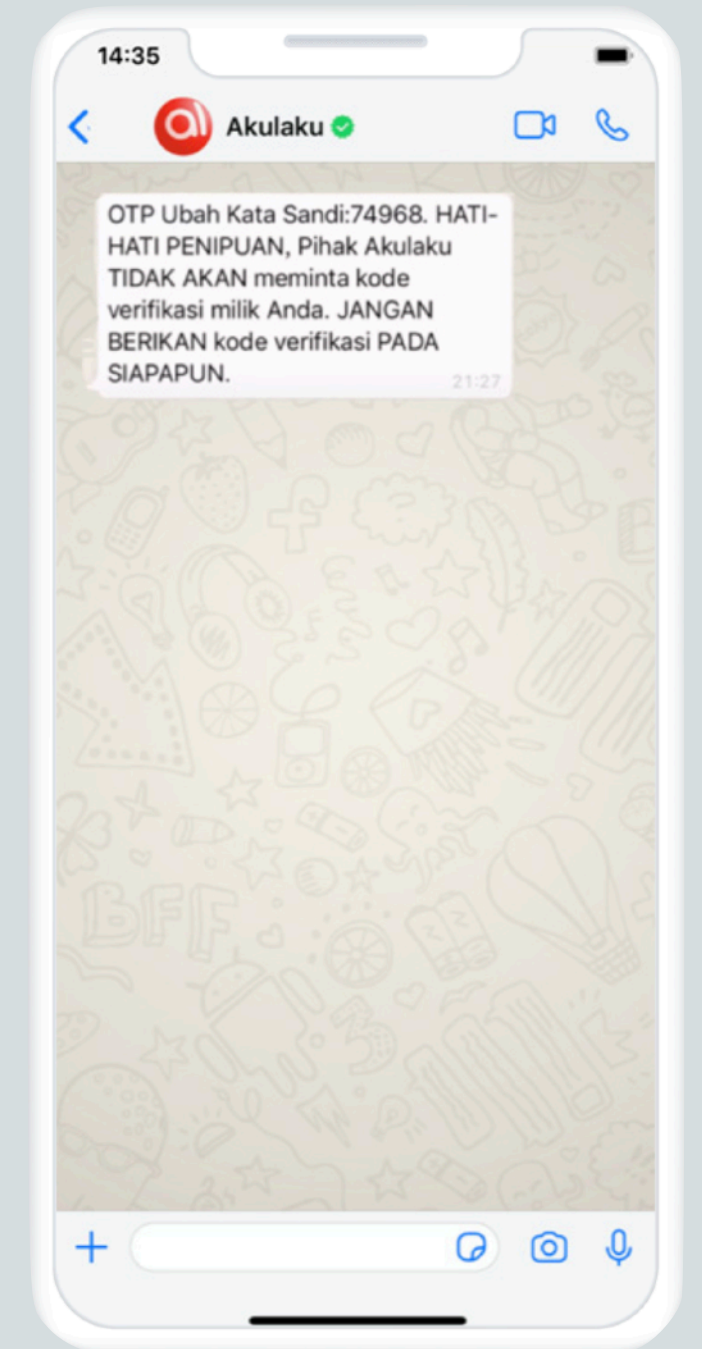 14:35
Akulaku
OTP Ubah Kata Sandi:74968. HATI-
HATI PENIPUAN, Pihak Akulaku
TIDAK AKAN meminta kode
verifikasi milik Anda. JANGAN
BERIKAN kode verifikasi PADA
SIAPAPUN.
21:27
BFF